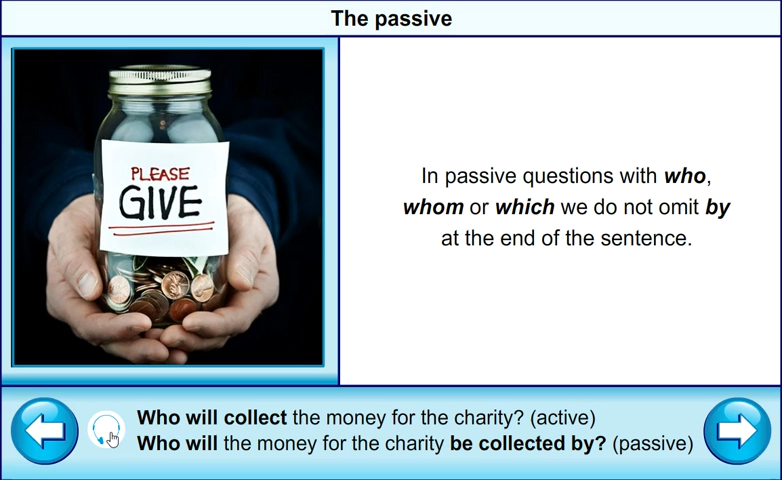 The passive
PLEASE
GIVE
In passive questions with who,
whom or which we do not omit by
at the end of the sentence.
Who will collect the money for the charity? (active)
Who will the money for the charity be collected by? (passive)